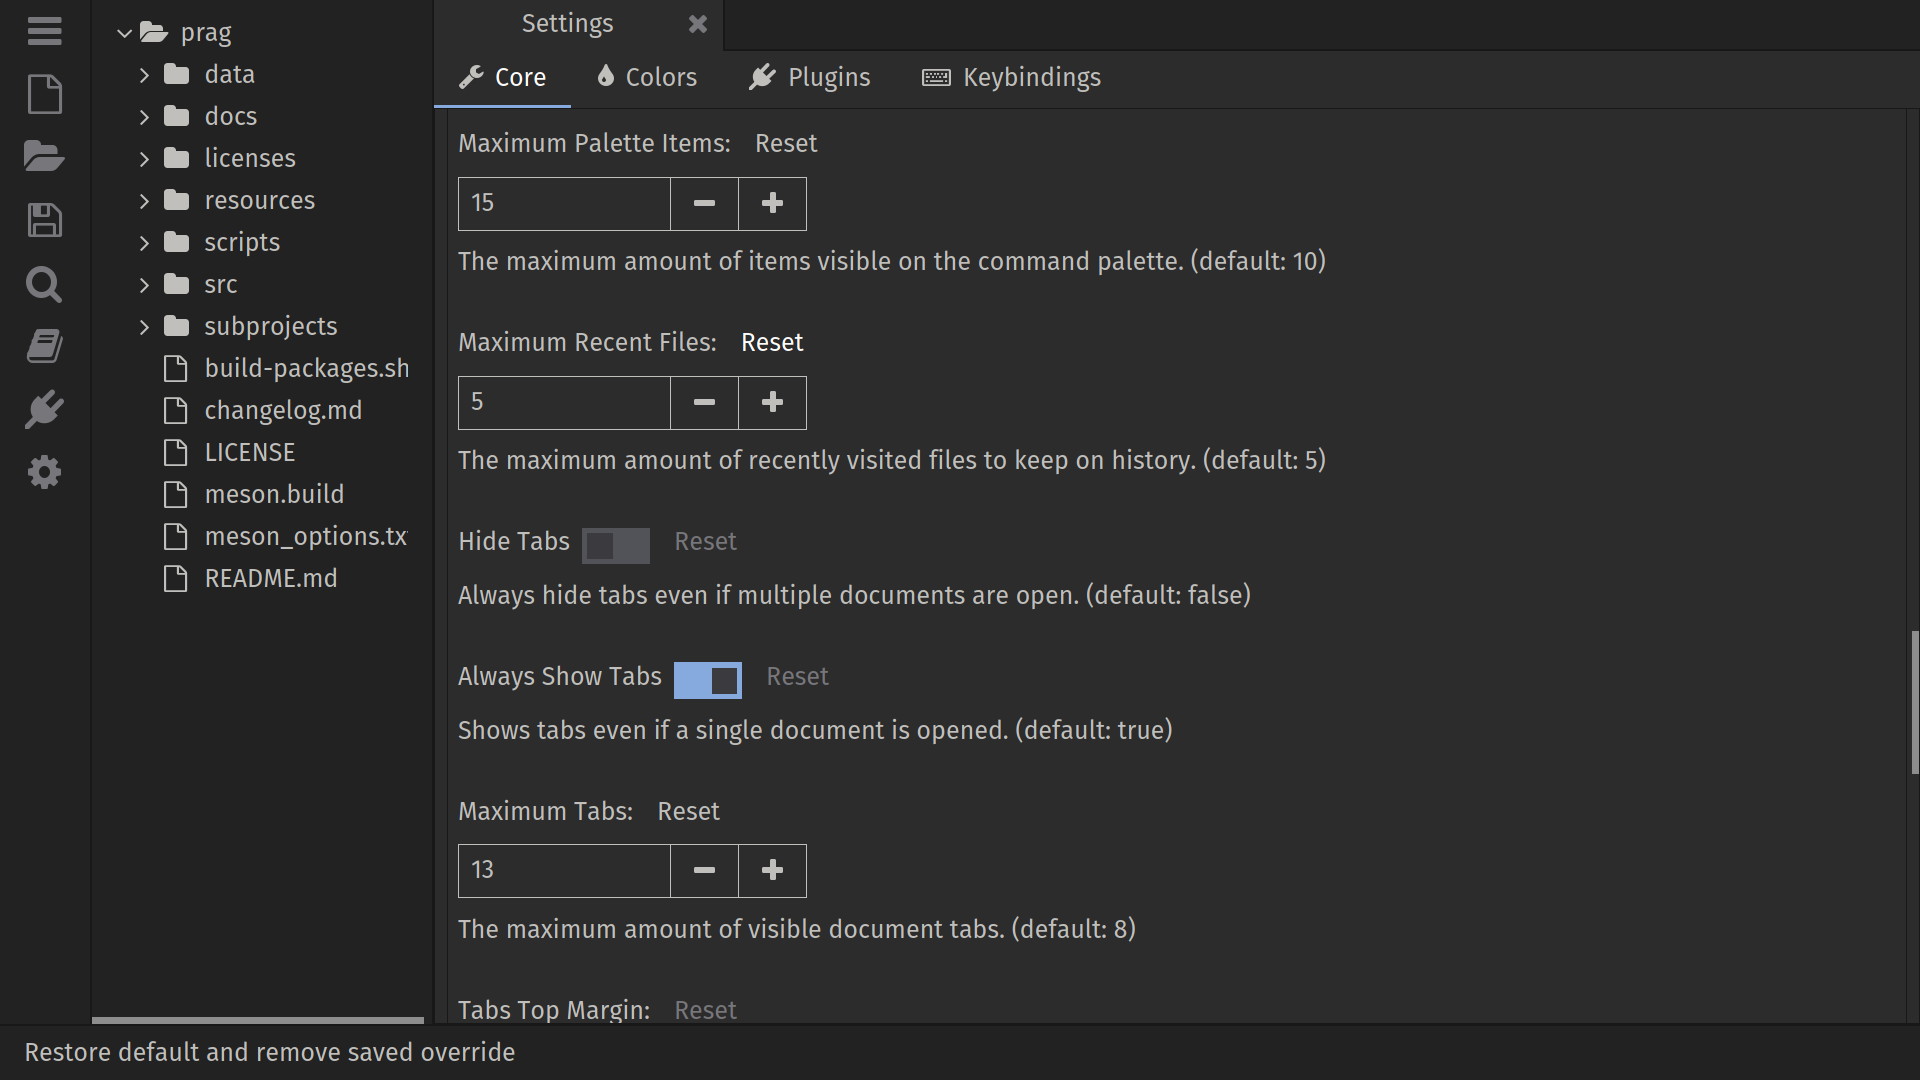 prag
data
docs
licenses
resources
scripts
src
subprojects
build-packages.sh
changelog.md
LICENSE
meson.build
meson_options.tx
README.md
Settings
Core Colors Plugins Keybindings
Maximum Palette Items: Reset
15
The maximum amount of items visible on the command palette. (default: 10)
Maximum Recent Files: Reset
5
The maximum amount of recently visited files to keep on history. (default: 5)
Hide Tabs Reset
Always hide tabs even if multiple documents are open. (default: false)
Always Show Tabs Reset
Shows tabs even if a single document is opened. (default: true)
Maximum Tabs: Reset
13
The maximum amount of visible document tabs. (default: 8)
Tabs Top Margin: Reset
Restore default and remove saved override